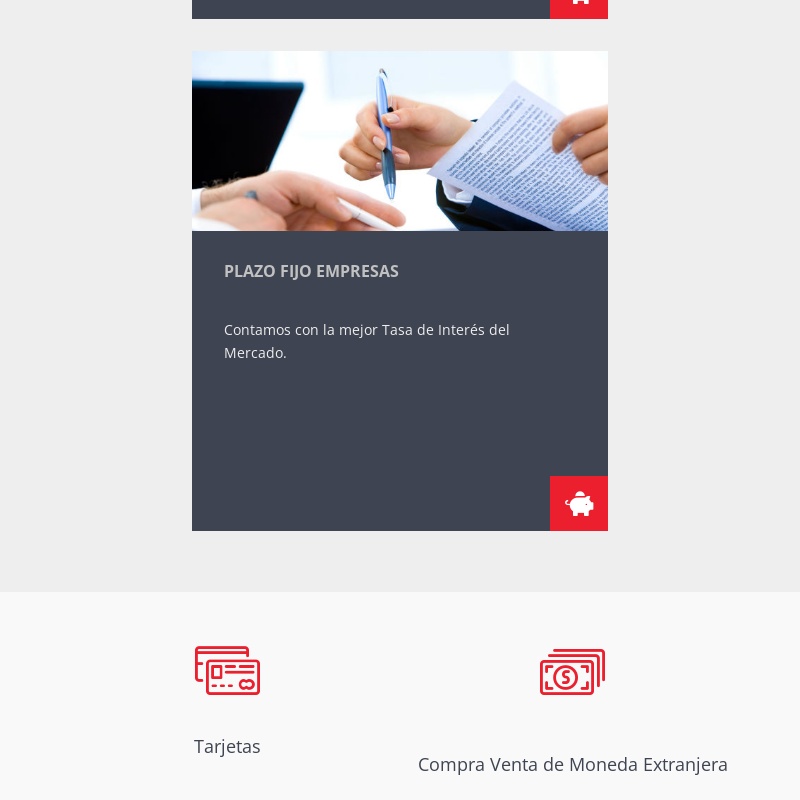 PLAZO FIJO EMPRESAS
Contamos con la mejor Tasa de Interés del
Mercado.
Tarjetas
Compra Venta de Moneda Extranjera